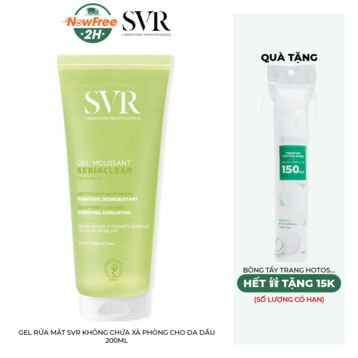 NowFree
2H
SVR
LABORATOIRE DERMATOLOGIQUE
SVR
LABORATOIRE DERMATOLOGIQUE
GEL MOUSSANT
SEBIACLEAR
NETTOYANT SANS SAVON
PURIFIANT, DESINCRUSTANT
SOAP-FREE CLEANSER
PURIFYING, EXFOLIATING
QUÀ TẶNG
150
BÔNG TẨY TRANG HOTOS...
HẾT TẶNG 15K
(SỐ LƯỢNG CÓ HẠN)
GEL RỬA MẶT SVR KHÔNG CHỨA XÀ PHÒNG CHO DA DẦU
200ML